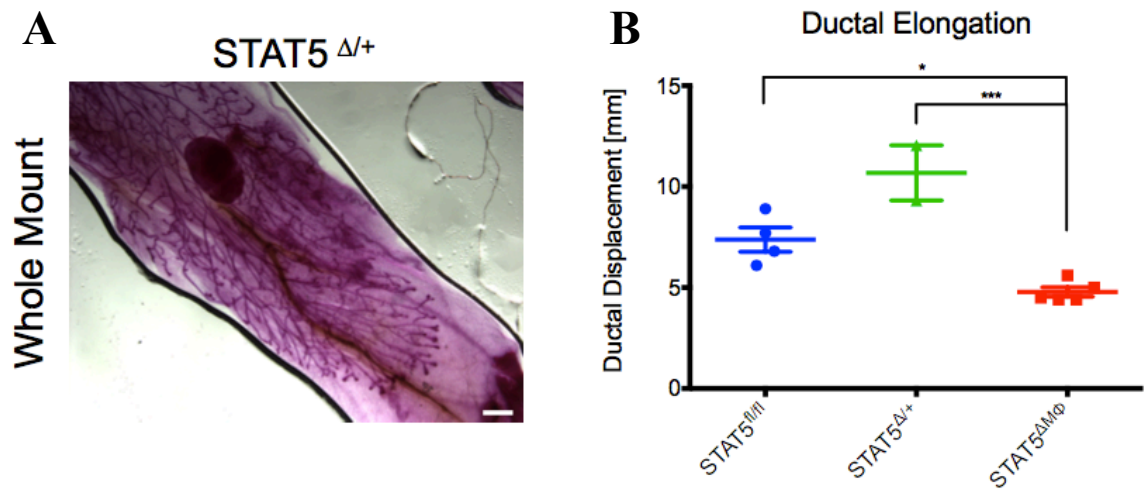 A
STAT5 Δ/+
Whole Mount
B
Ductal Elongation
Ductal Displacement [mm]
15
10
5
0
*
***
STAT5fl/fl
STAT5Δ/+
STAT5ΔMΦ